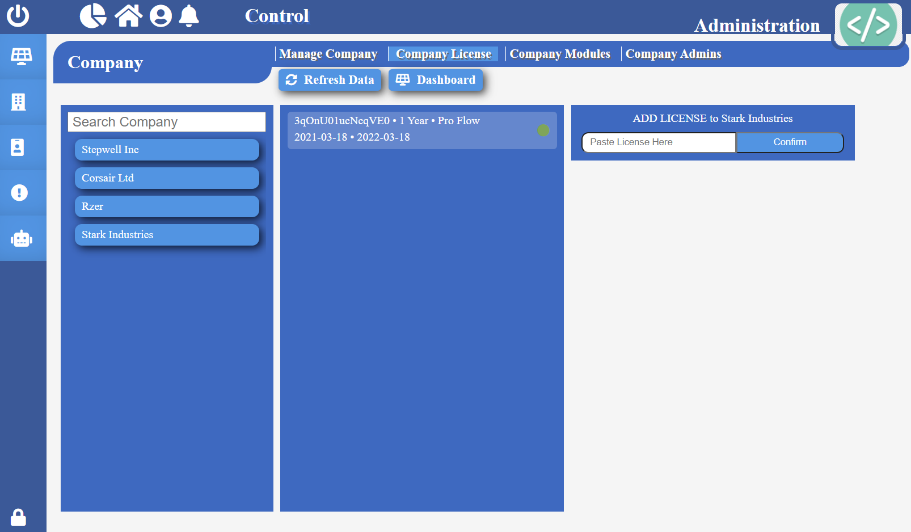 Control
Administration
Company
Manage Company
Company License
Company Modules
Company Admins
Refresh Data
Dashboard
Search Company
Stepwell Inc
Corsair Ltd
Rzer
Stark Industries
3qOnU01ucNcqVE0 • 1 Year • Pro Flow
2021-03-18 • 2022-03-18
ADD LICENSE to Stark Industries
Paste License Here
Confirm